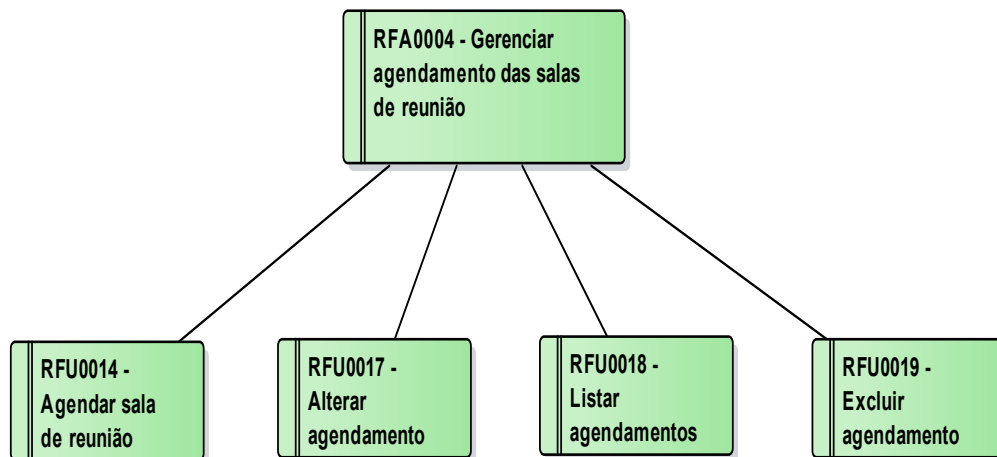 RFA0004 - Gerenciar
agendamento das salas
de reunião
RFU0014 -
Agendar sala
de reunião
RFU0017 -
Alterar
agendamento
RFU0018 -
Listar
agendamentos
RFU0019 -
Excluir
agendamento